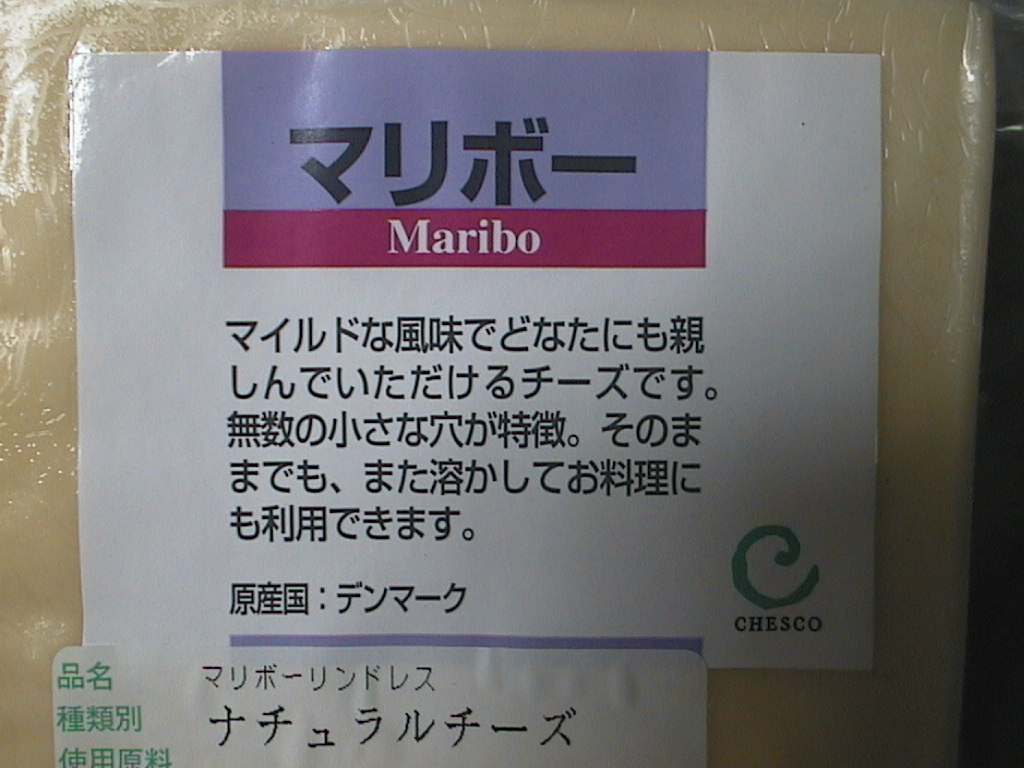 マリボー
Maribo
マイルドな風味でどなたにも親
しんでいただけるチーズです。
無数の小さな穴が特徴。そのま
までも、また溶かしてお料理に
も利用できます。
原産国：デンマーク
CHESCO
品名 マリボーリンドレス
種類別 ナチュラルチーズ
使用原料